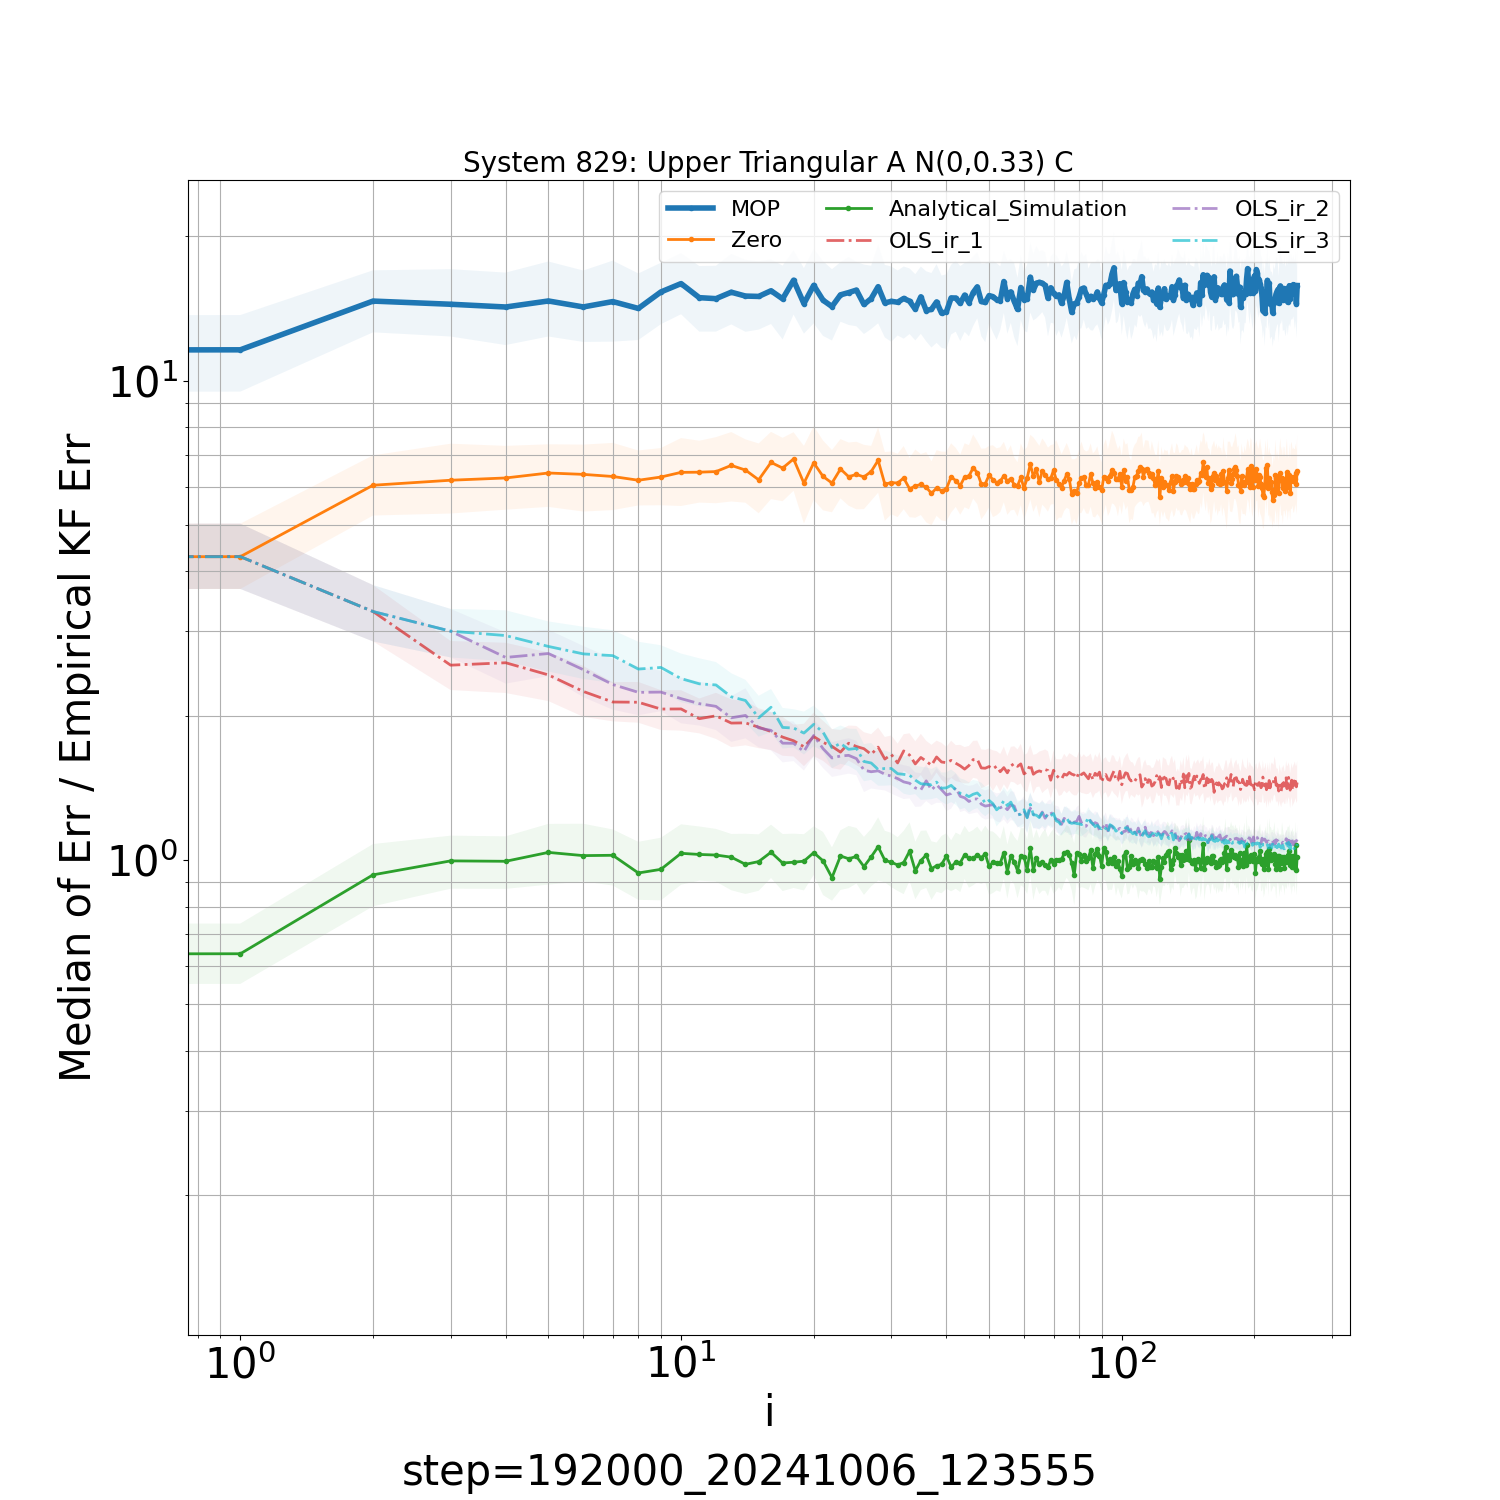 System 829: Upper Triangular A N(0,0.33) C
MOP
Zero
Analytical_Simulation
OLS_ir_1
OLS_ir_2
OLS_ir_3
Median of Err / Empirical KF Err
10¹
10⁰
10⁰
10¹
10²
i
step=192000_20241006_123555